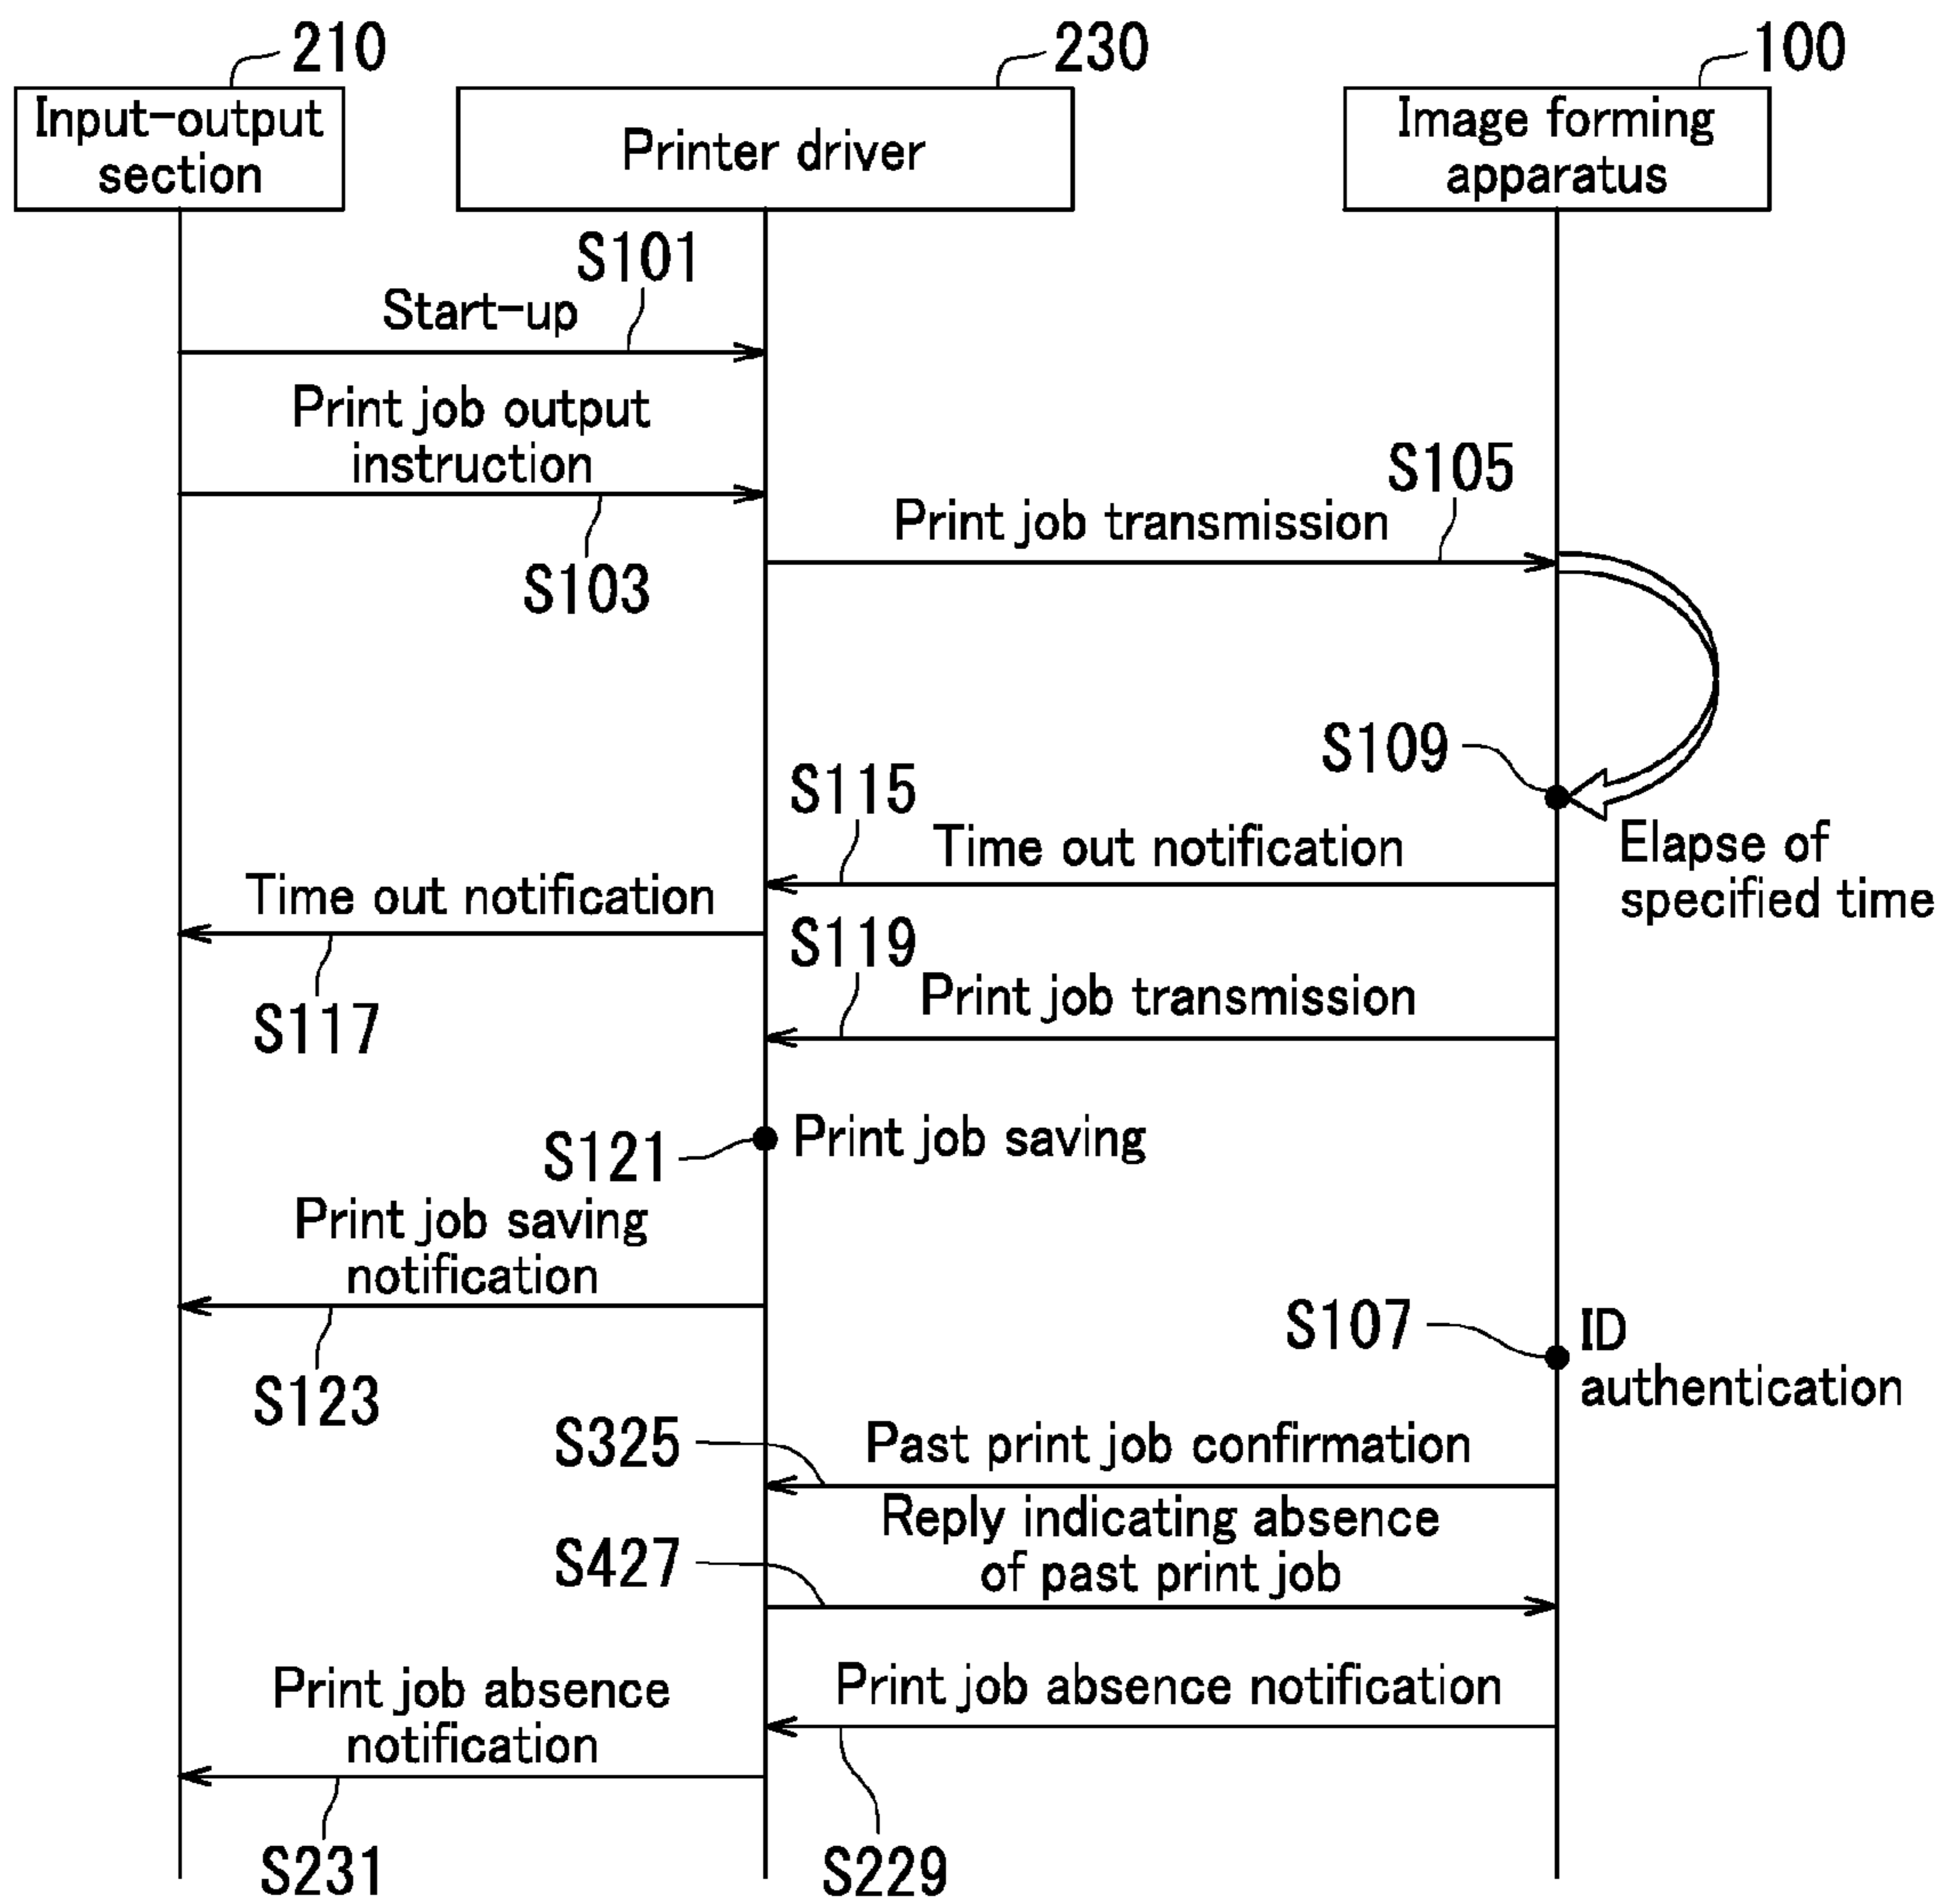 210
230
100
Input-output
section
Printer driver
Image forming
apparatus
S101
Start-up
Print job output
instruction
S103
S105
Print job transmission
S109
Elapse of
specified time
S115
Time out notification
Time out notification
S117
S119
Print job transmission
S121
Print job saving
Print job saving
notification
S123
S107
ID
authentication
S325
Past print job confirmation
S427
Reply indicating absence
of past print job
Print job absence notification
S229
Print job absence
notification
S231